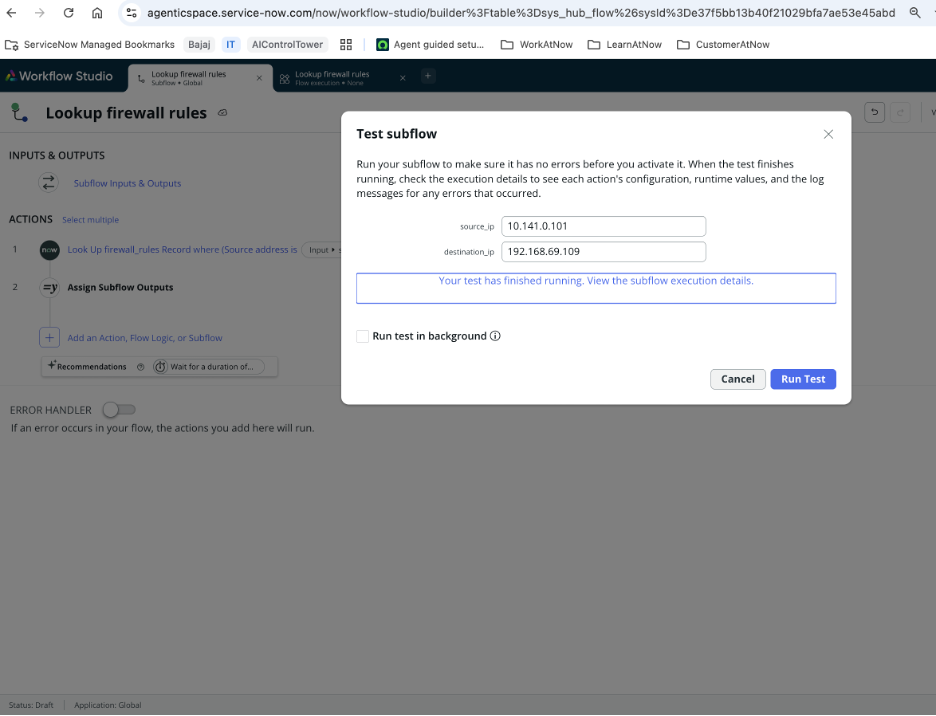 agenticspace.service-now.com/now/workflow-studio/builder%3Ftable%3Dsys_hub_flow%26sysId%3De37f5bb13b40f21029bfa7ae53e45abd
ServiceNow Managed Bookmarks Bajaj IT AIControlTower Agent guided setu... WorkAtNow LearnAtNow CustomerAtNow
Workflow Studio
Lookup firewall rules
Subflow • Global
Lookup firewall rules
Flow execution • None
Lookup firewall rules
INPUTS & OUTPUTS
Subflow Inputs & Outputs
ACTIONS Select multiple
1 now Look Up firewall_rules Record where (Source address is Input ▸ s
2 Assign Subflow Outputs
Add an Action, Flow Logic, or Subflow
Recommendations Wait for a duration of...
ERROR HANDLER
If an error occurs in your flow, the actions you add here will run.
Test subflow
Run your subflow to make sure it has no errors before you activate it. When the test finishes
running, check the execution details to see each action's configuration, runtime values, and the log
messages for any errors that occurred.
source_ip 10.141.0.101
destination_ip 192.168.69.109
Your test has finished running. View the subflow execution details.
Run test in background
Cancel Run Test
Status: Draft Application: Global